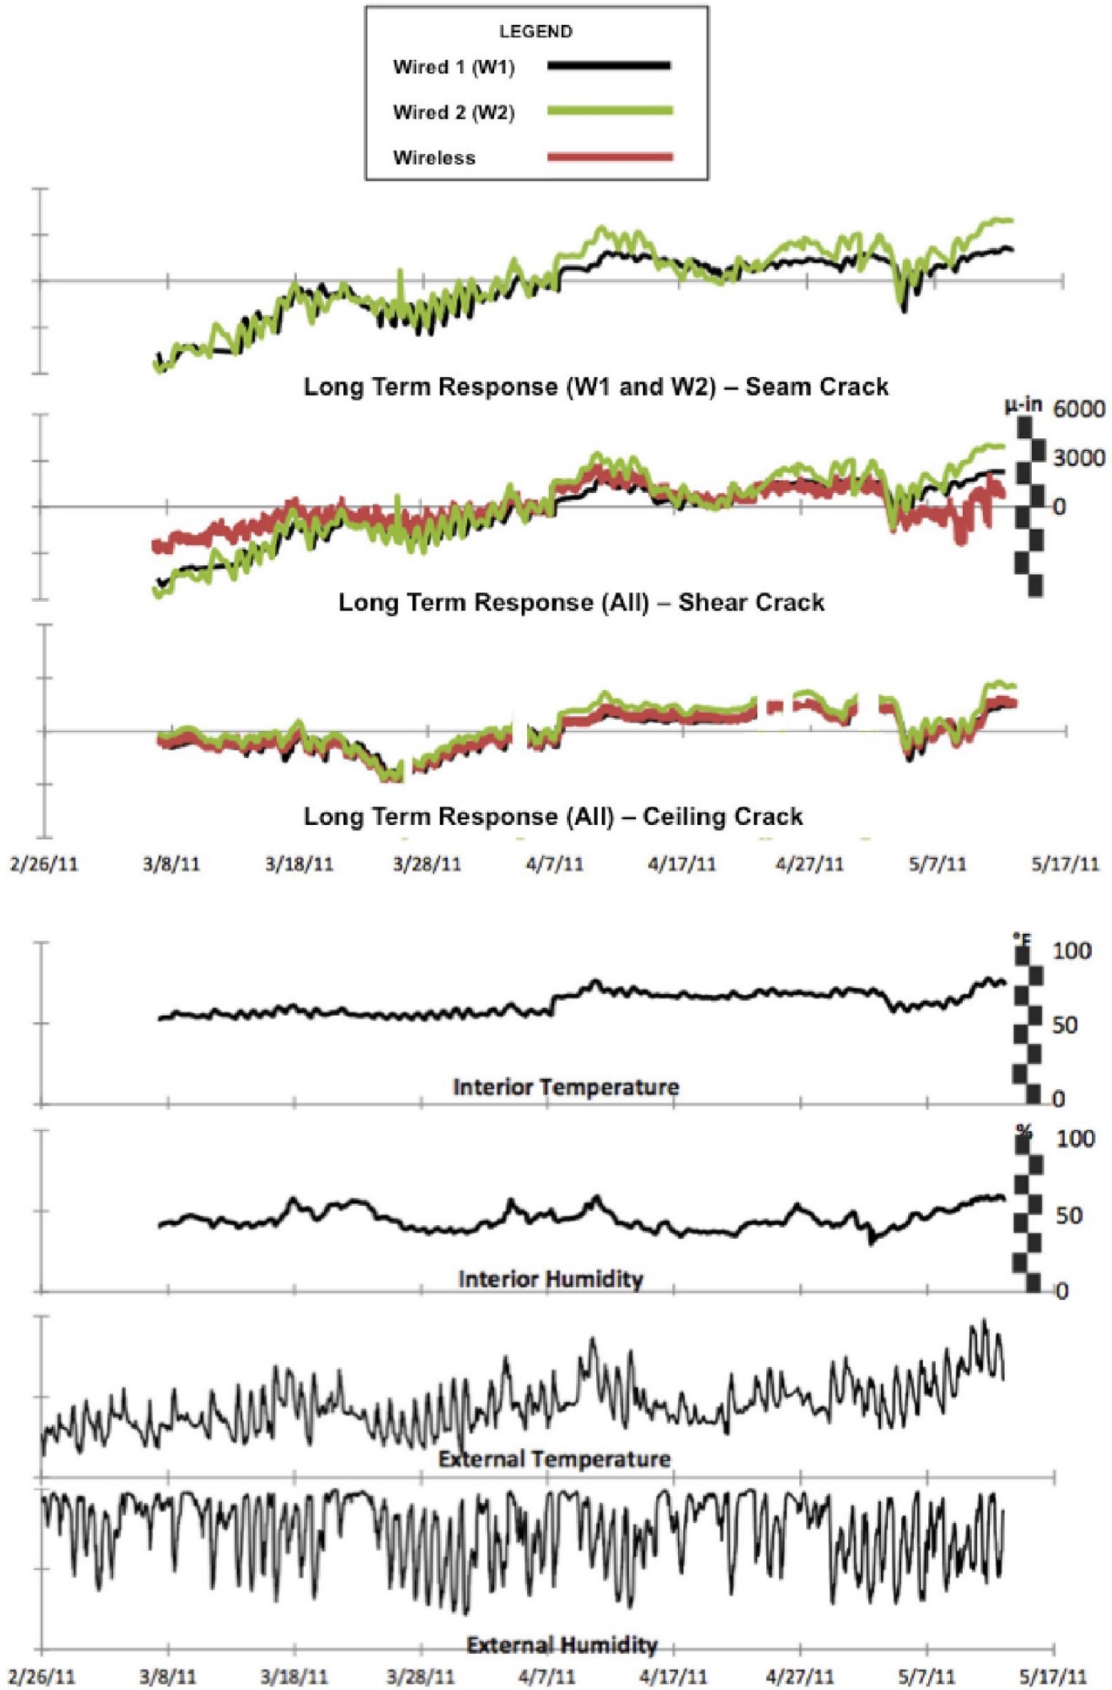 LEGEND
Wired 1 (W1)
Wired 2 (W2)
Wireless
Long Term Response (W1 and W2) – Seam Crack
μ-in 6000
3000
0
Long Term Response (All) – Shear Crack
Long Term Response (All) – Ceiling Crack
2/26/11 3/8/11 3/18/11 3/28/11 4/7/11 4/17/11 4/27/11 5/7/11 5/17/11
°F 100
50
Interior Temperature
0
% 100
50
Interior Humidity
0
External Temperature
External Humidity
2/26/11 3/8/11 3/18/11 3/28/11 4/7/11 4/17/11 4/27/11 5/7/11 5/17/11